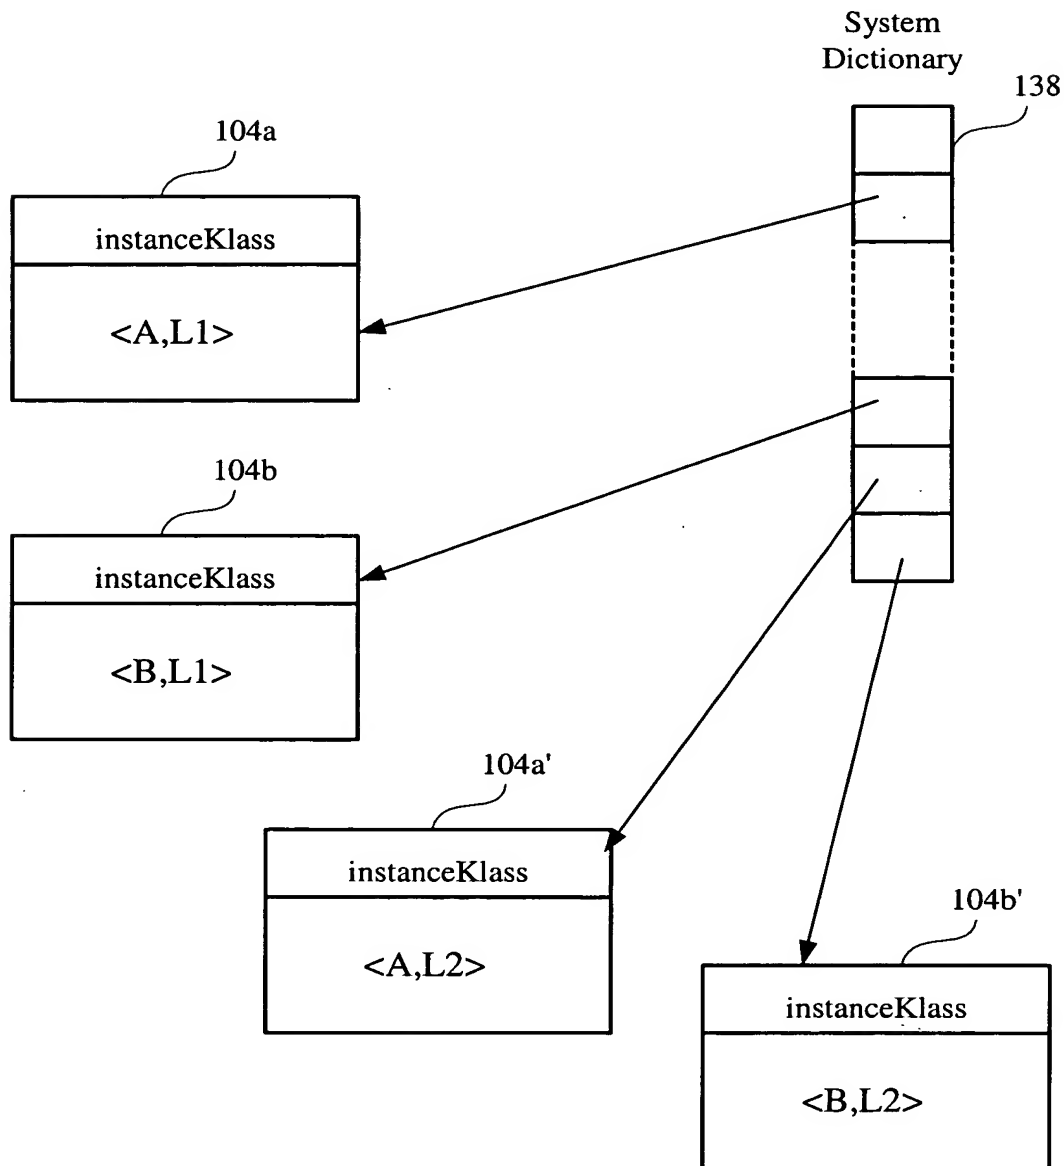 System
Dictionary
138
104a
instanceKlass
<A,L1>
104b
instanceKlass
<B,L1>
104a'
instanceKlass
<A,L2>
104b'
instanceKlass
<B,L2>